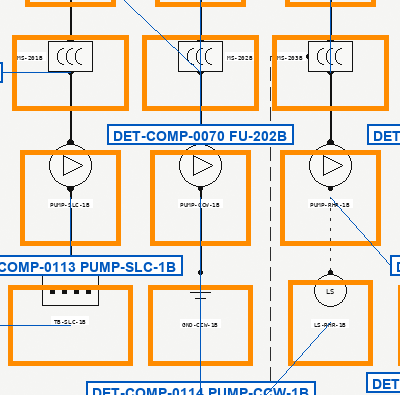 MS-201B
MS-202B
MS-203B
DET-COMP-0070 FU-202B
DET
PUMP-SLC-1B
PUMP-CCW-1B
PUMP-RHR-1B
COMP-0113 PUMP-SLC-1B
D
LS
TB-SLC-1B
GND-CCW-1B
LS-RHR-1B
DET-COMP-0114 PUMP-CCW-1B
DET